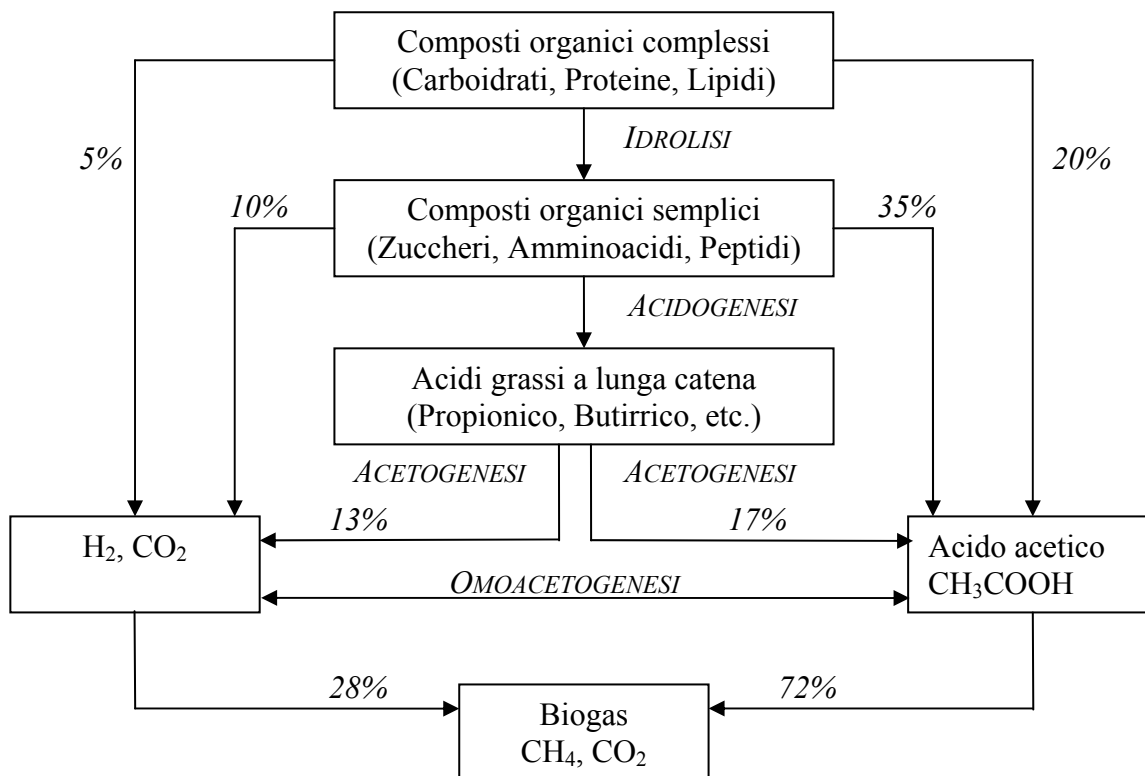 Composti organici complessi
(Carboidrati, Proteine, Lipidi)
IDROLISI
5%
20%
10%
Composti organici semplici
(Zuccheri, Amminoacidi, Peptidi)
35%
ACIDOGENESI
Acidi grassi a lunga catena
(Propionico, Butirrico, etc.)
ACETOGENESI
ACETOGENESI
13%
17%
H₂, CO₂
Acido acetico
CH₃COOH
OMOACETOGENESI
28%
72%
Biogas
CH₄, CO₂